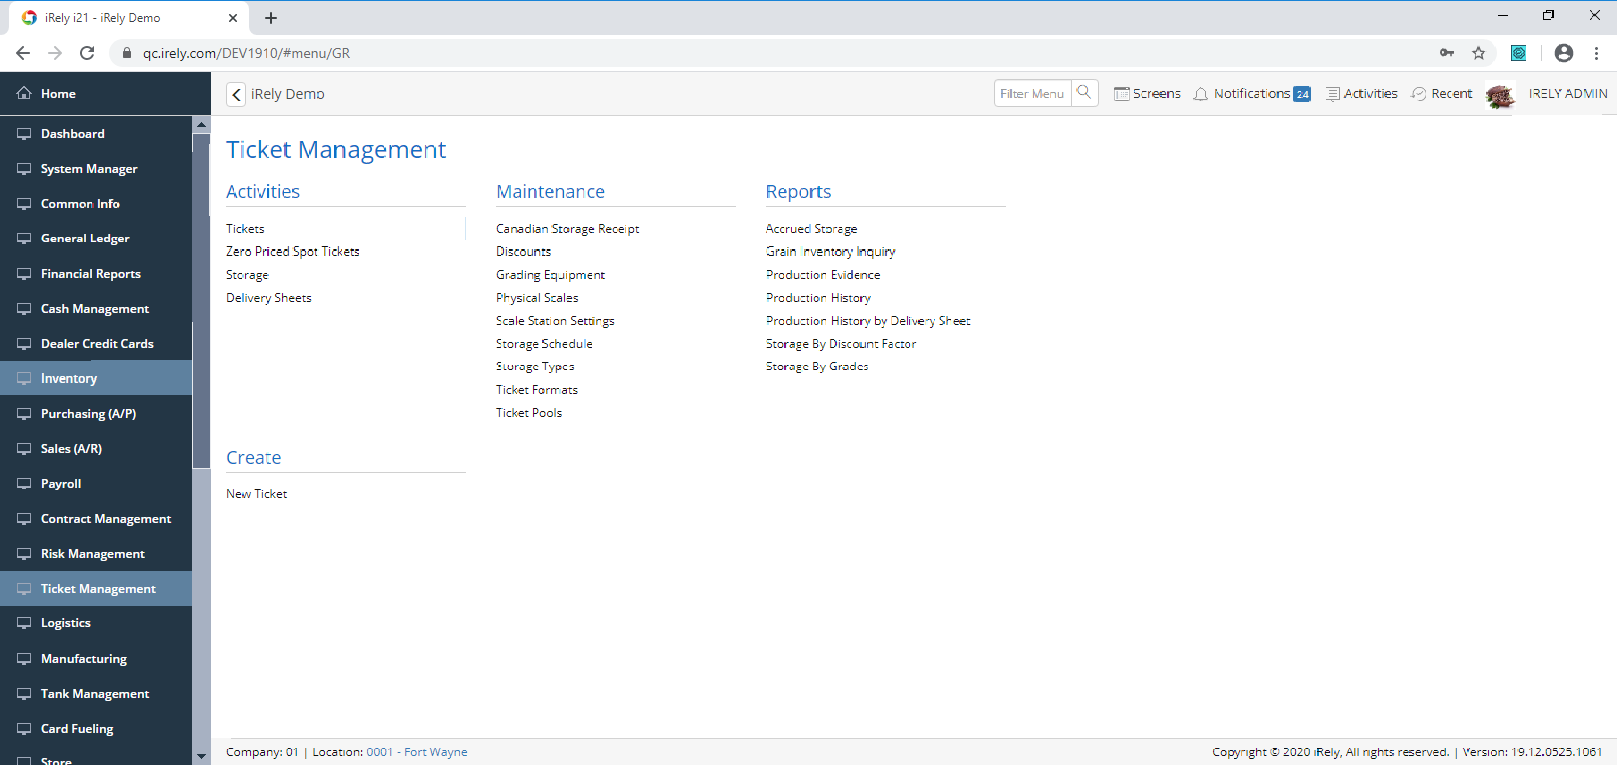 iRely i21 - iRely Demo
qc.irely.com/DEV1910/#menu/GR
Home
iRely Demo
Filter Menu
Screens
Notifications 24
Activities
Recent
IRELY ADMIN
Dashboard
System Manager
Common Info
General Ledger
Financial Reports
Cash Management
Dealer Credit Cards
Inventory
Purchasing (A/P)
Sales (A/R)
Payroll
Contract Management
Risk Management
Ticket Management
Logistics
Manufacturing
Tank Management
Card Fueling
Store
Ticket Management
Activities
Tickets
Zero Priced Spot Tickets
Storage
Delivery Sheets
Maintenance
Canadian Storage Receipt
Discounts
Grading Equipment
Physical Scales
Scale Station Settings
Storage Schedule
Storage Types
Ticket Formats
Ticket Pools
Reports
Accrued Storage
Grain Inventory Inquiry
Production Evidence
Production History
Production History by Delivery Sheet
Storage By Discount Factor
Storage By Grades
Create
New Ticket
Company: 01 | Location: 0001 - Fort Wayne
Copyright © 2020 iRely, All rights reserved. | Version: 19.12.0525.1061